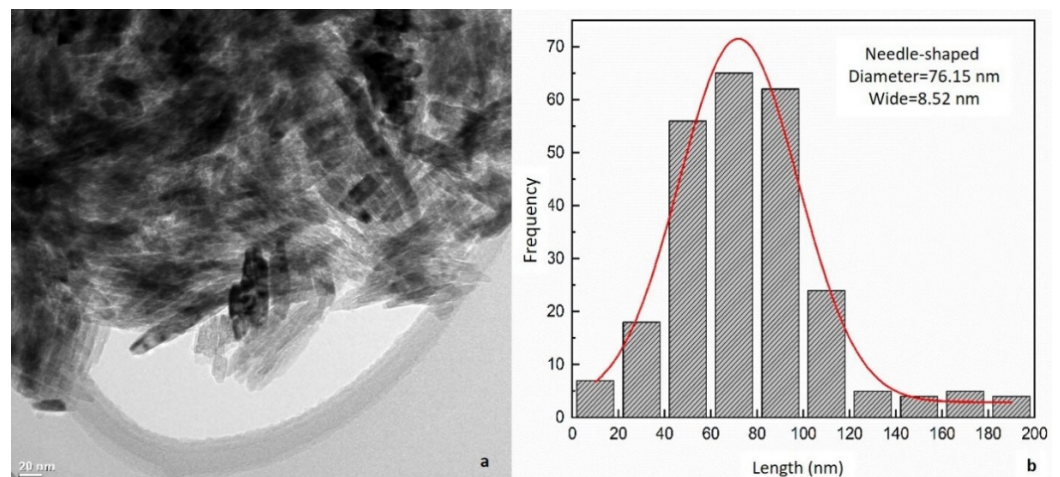 20 nm
a
Needle-shaped
Diameter=76.15 nm
Wide=8.52 nm
Frequency
70
60
50
40
30
20
10
0
0 20 40 60 80 100 120 140 160 180 200
Length (nm)
b